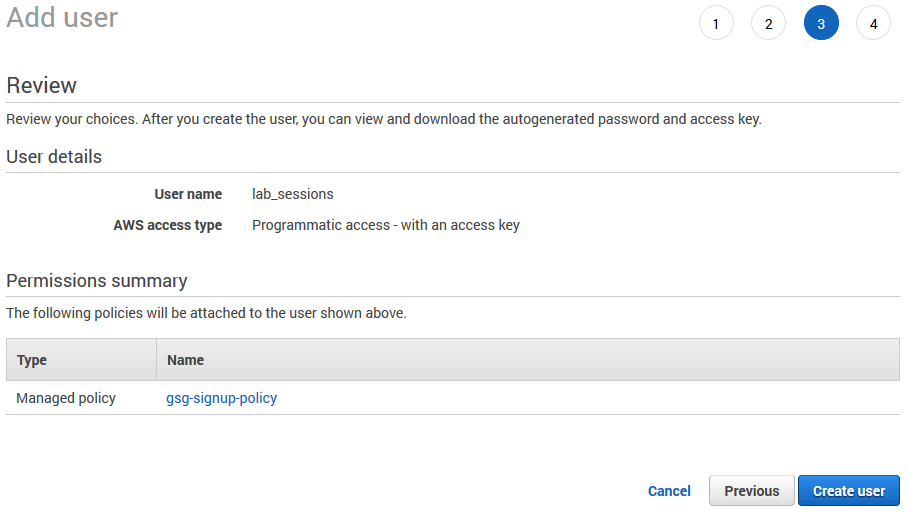 Add user
1 2 3 4
Review
Review your choices. After you create the user, you can view and download the autogenerated password and access key.
User details
User name lab_sessions
AWS access type Programmatic access - with an access key
Permissions summary
The following policies will be attached to the user shown above.
Type Name
Managed policy gsg-signup-policy
Cancel Previous Create user